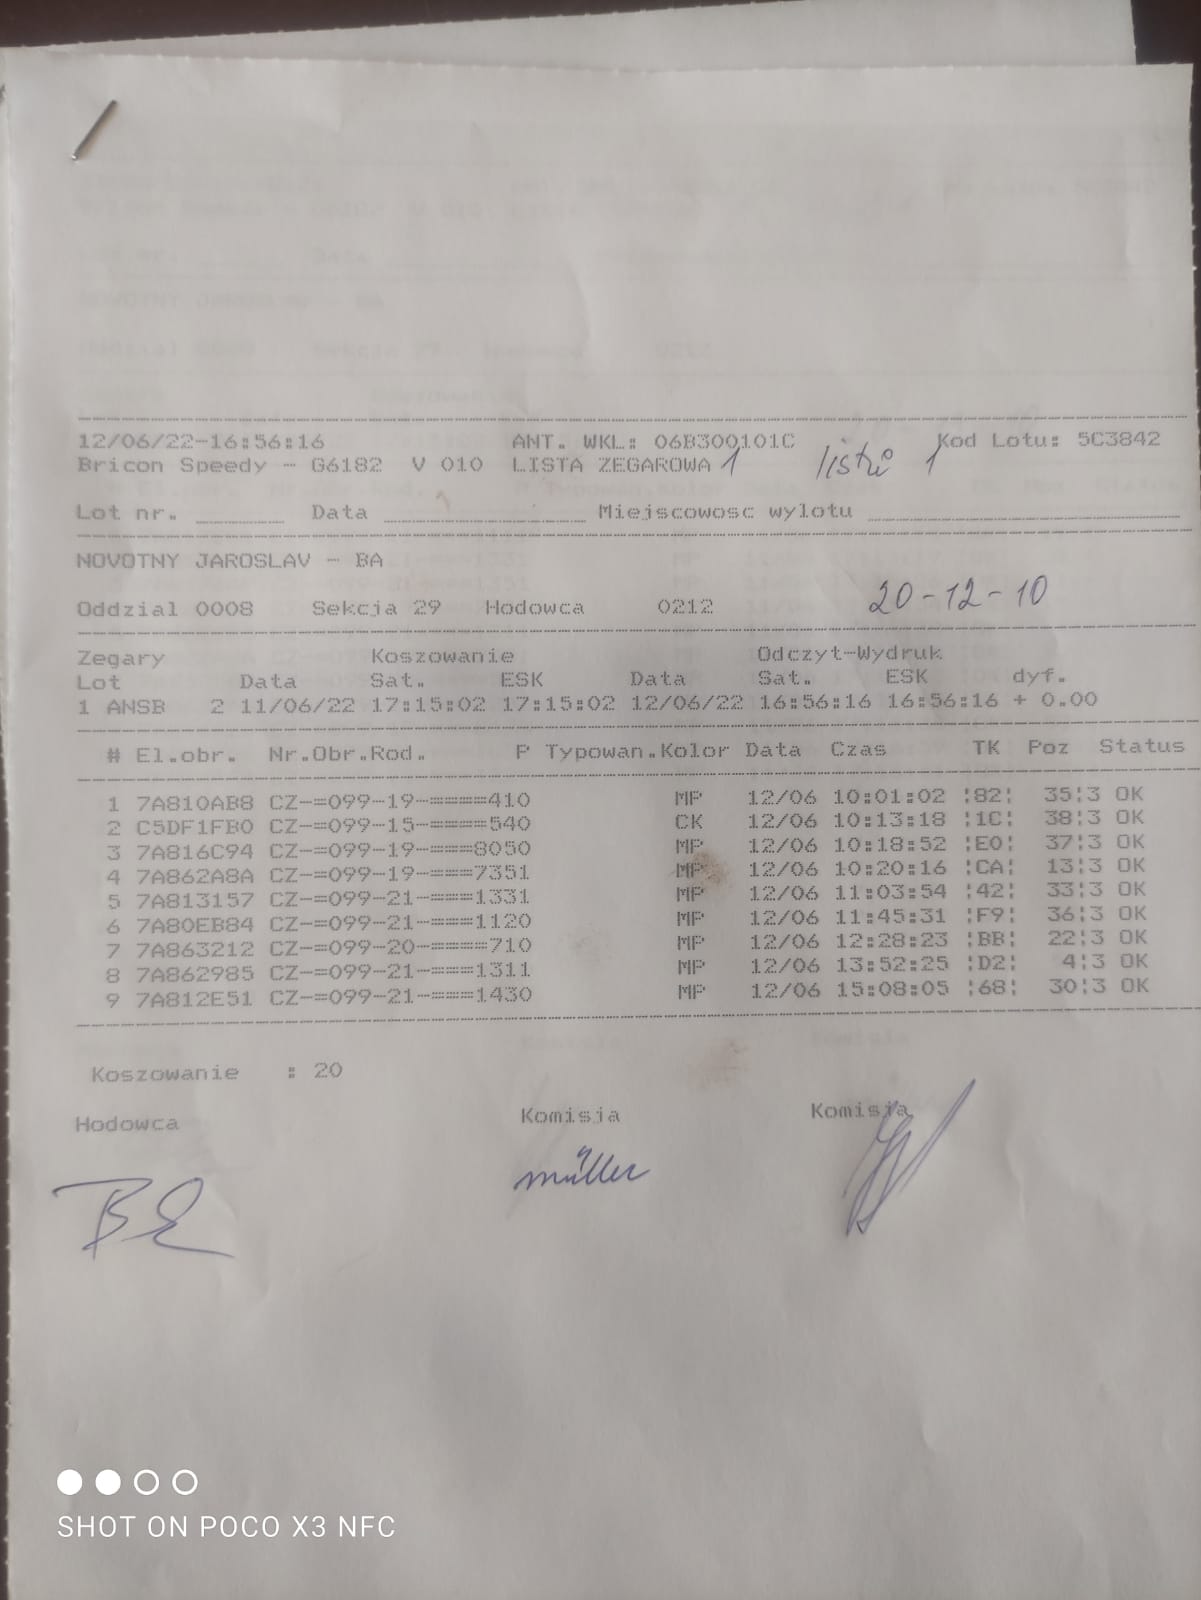 12/06/22-16:56:16 ANT. WKL: 06B300101C Kod Lotu: 5C3842
Bricon Speedy - G6182 V 010 LISTA ZEGAROWA 1 1
Lot nr. Data Miejscowosc wylotu
NOVOTNY JAROSLAV - BA
Oddzial 0008 Sekcja 29 Hodowca 0212 20-12-10
Zegary Koszowanie Odczyt-Wydruk
Lot Data Sat. ESK Data Sat. ESK dyf.
1 ANSB 2 11/06/22 17:15:02 17:15:02 12/06/22 16:56:16 16:56:16 + 0.00
# El.obr. Nr.Obr.Rod. P Typowan.Kolor Data Czas TK Poz Status
1 7A810AB8 CZ-=099-19-====410 MP 12/06 10:01:02 ¦82¦ 35¦3 OK
2 C5DF1FB0 CZ-=099-15-====540 CK 12/06 10:13:18 ¦1C¦ 38¦3 OK
3 7A816C94 CZ-=099-19-===8050 MP 12/06 10:18:52 ¦E0¦ 37¦3 OK
4 7A862A8A CZ-=099-19-===7351 MP 12/06 10:20:16 ¦CA¦ 13¦3 OK
5 7A813157 CZ-=099-21-===1331 MP 12/06 11:03:54 ¦42¦ 33¦3 OK
6 7A80EB84 CZ-=099-21-===1120 MP 12/06 11:45:31 ¦F9¦ 36¦3 OK
7 7A863212 CZ-=099-20-====710 MP 12/06 12:28:23 ¦BB¦ 22¦3 OK
8 7A862985 CZ-=099-21-===1311 MP 12/06 13:52:25 ¦D2¦ 4¦3 OK
9 7A812E51 CZ-=099-21-===1430 MP 12/06 15:08:05 ¦68¦ 30¦3 OK
Koszowanie : 20
Hodowca Komisja Komisja
müller
SHOT ON POCO X3 NFC